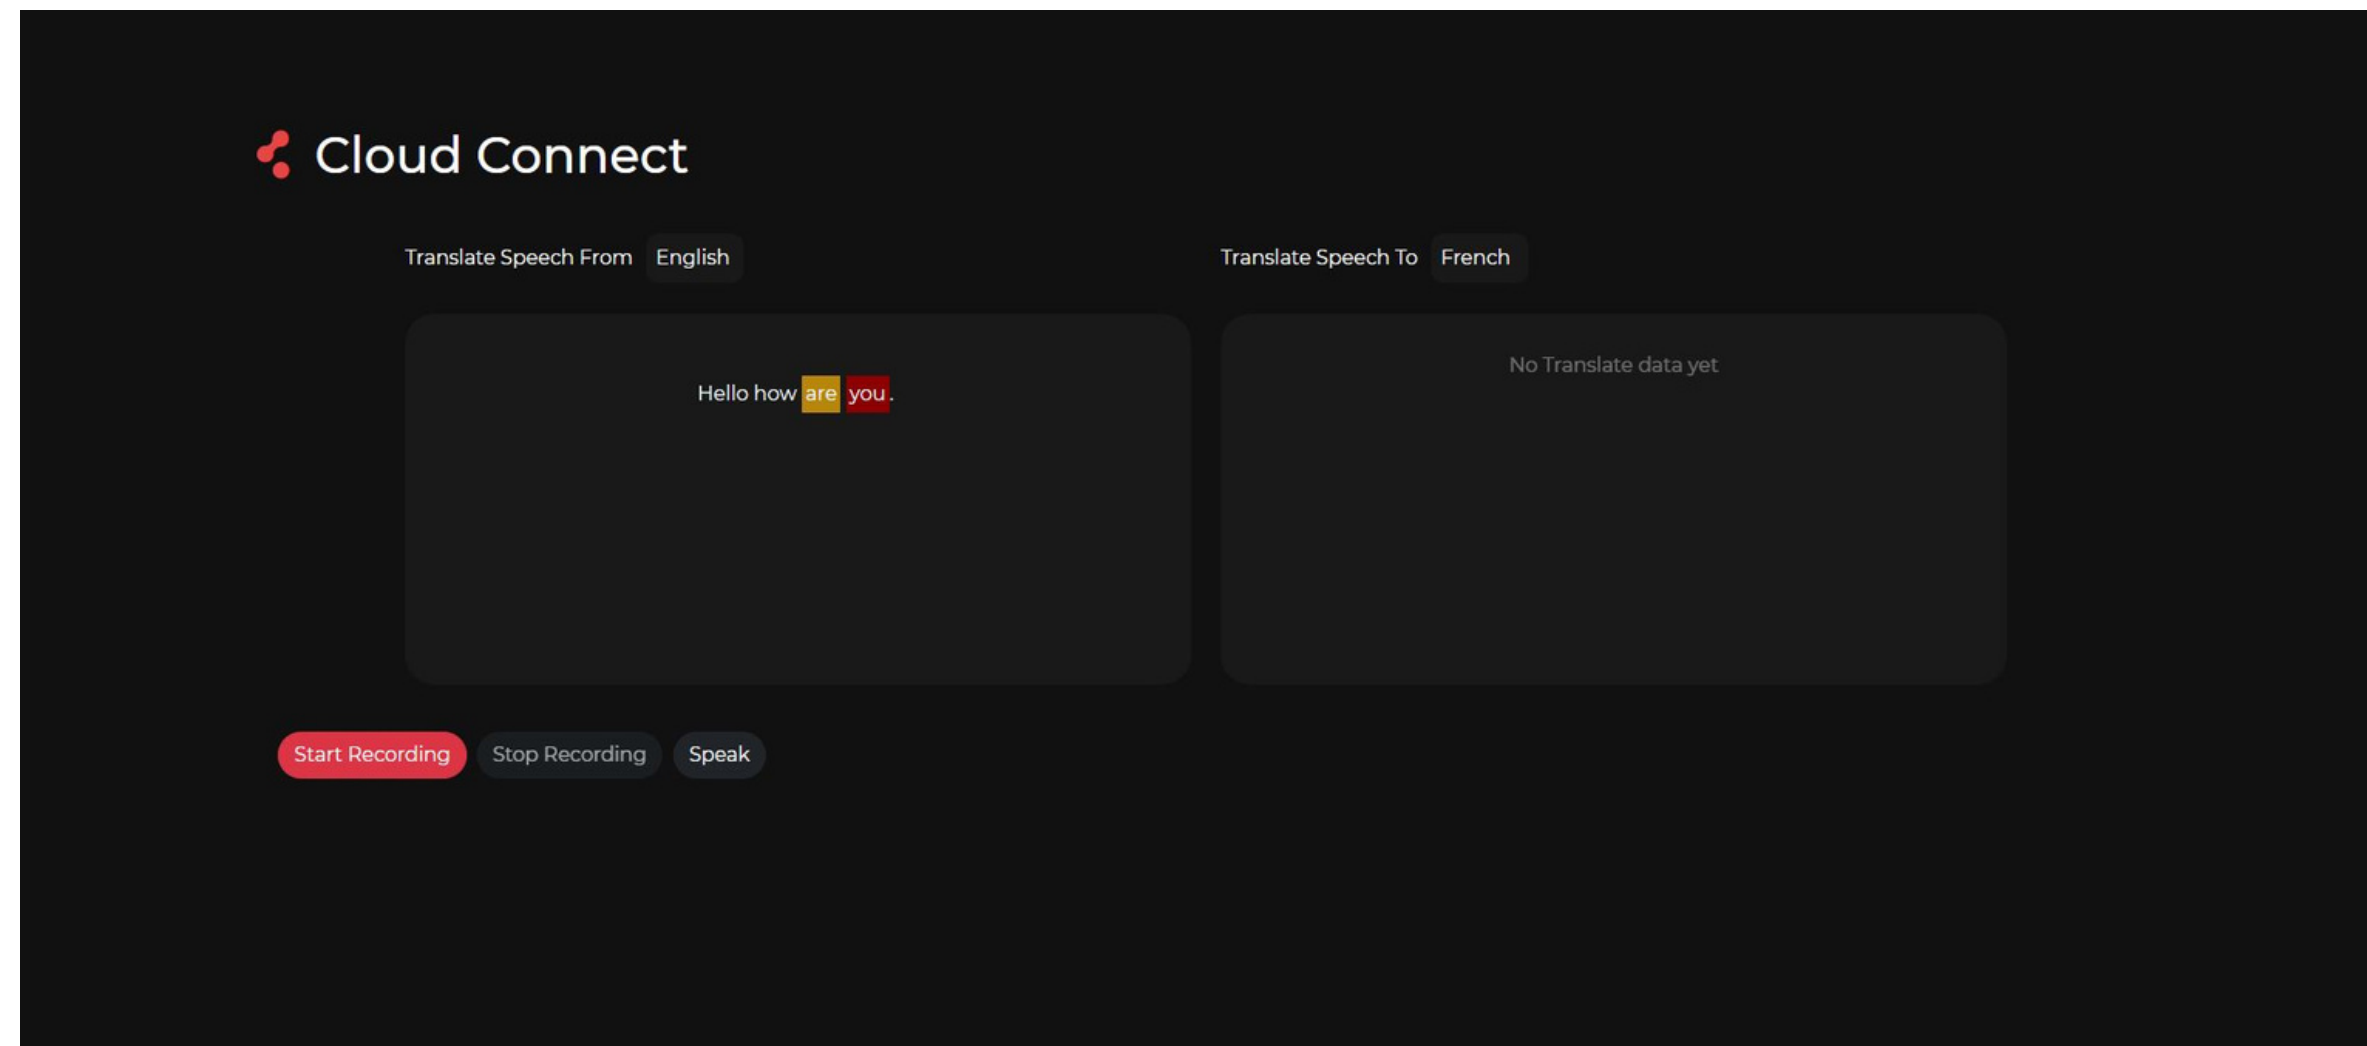 Cloud Connect
Translate Speech From English
Translate Speech To French
Hello how are you.
No Translate data yet
Start Recording Stop Recording Speak